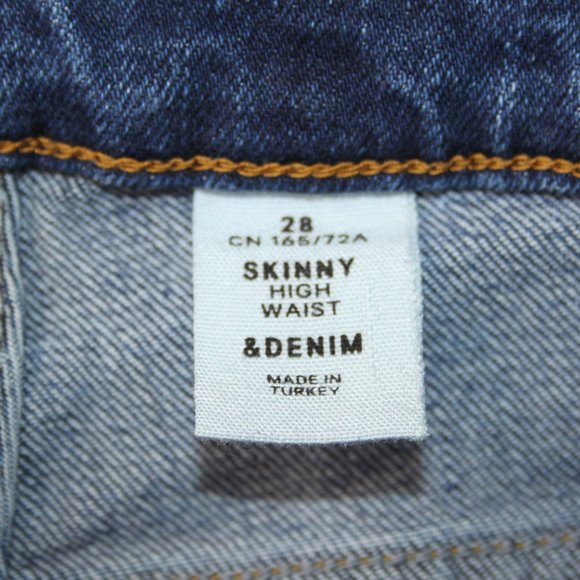 28
CN 165/72A
SKINNY
HIGH
WAIST
&DENIM
MADE IN
TURKEY